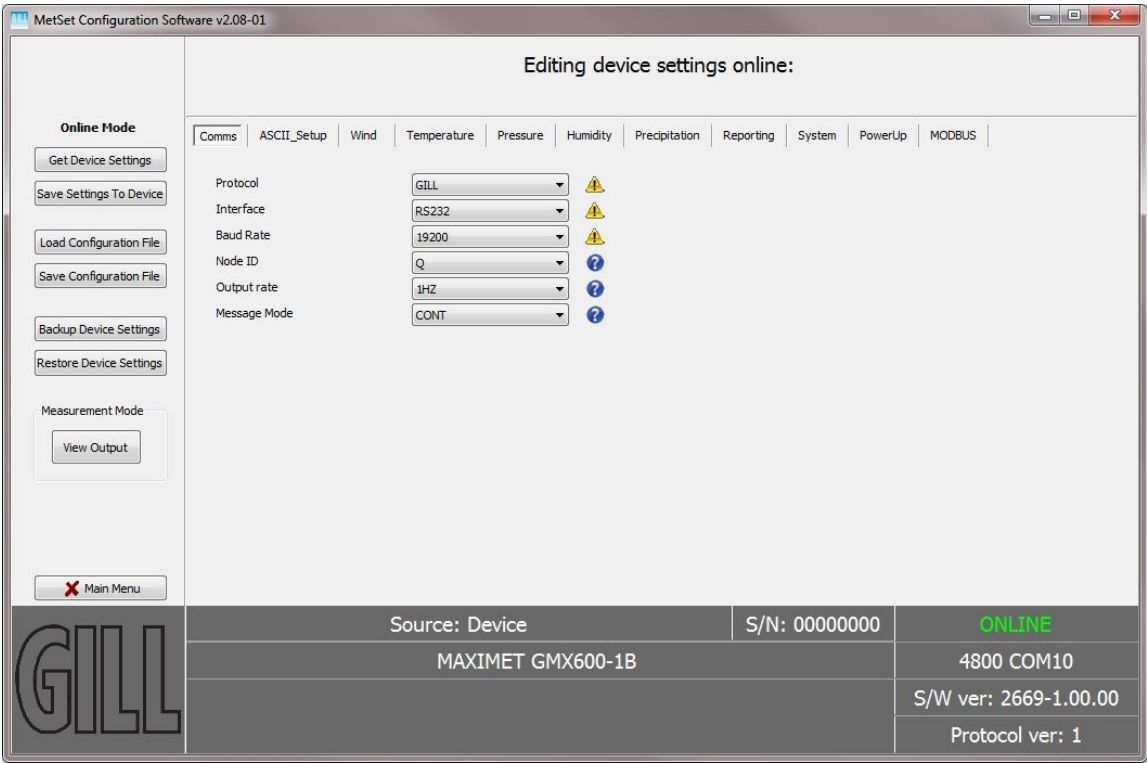 MetSet Configuration Software v2.08-01
Editing device settings online:
Online Mode
Get Device Settings
Save Settings To Device
Load Configuration File
Save Configuration File
Backup Device Settings
Restore Device Settings
Measurement Mode
View Output
Main Menu
Comms ASCII_Setup Wind Temperature Pressure Humidity Precipitation Reporting System PowerUp MODBUS
Protocol GILL
Interface RS232
Baud Rate 19200
Node ID Q
Output rate 1HZ
Message Mode CONT
GILL
Source: Device S/N: 00000000 ONLINE
MAXIMET GMX600-1B 4800 COM10
S/W ver: 2669-1.00.00
Protocol ver: 1